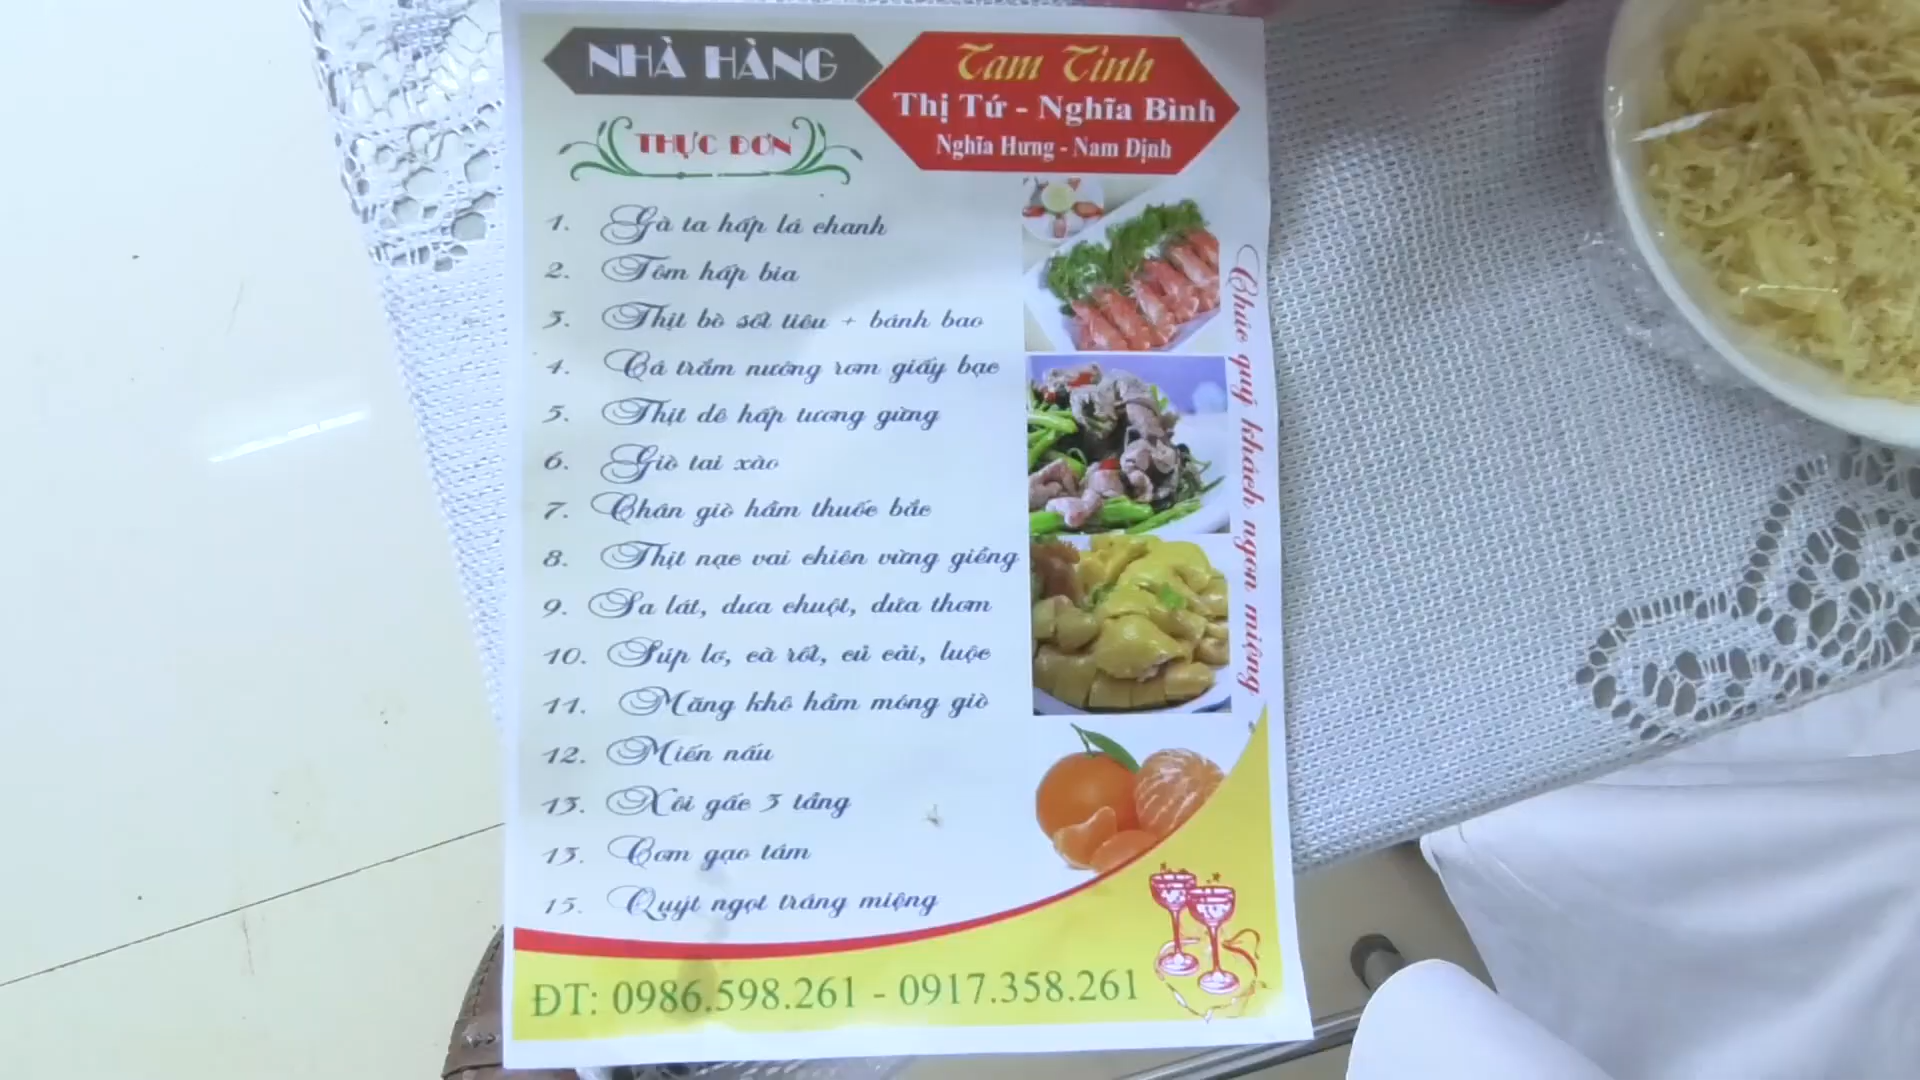 NHÀ HÀNG
Tam Tình
Thị Tứ - Nghĩa Bình
Nghĩa Hưng - Nam Định
THỰC ĐƠN
1. Gà ta hấp lá chanh
2. Tôm hấp bia
3. Thịt bò sốt tiêu + bánh bao
4. Cá trắm nướng rơm giấy bạc
5. Thịt dê hấp tương gừng
6. Giò tai xào
7. Chân giò hầm thuốc bắc
8. Thịt nạc vai chiên vừng giềng
9. Sa lát, dưa chuột, dứa thơm
10. Súp lơ, cà rốt, củ cải, luộc
11. Măng khô hầm móng giò
12. Miến nấu
13. Xôi gấc 3 tầng
13. Cơm gạo tám
15. Quýt ngọt tráng miệng
Chúc quý khách ngon miệng
ĐT: 0986.598.261 - 0917.358.261